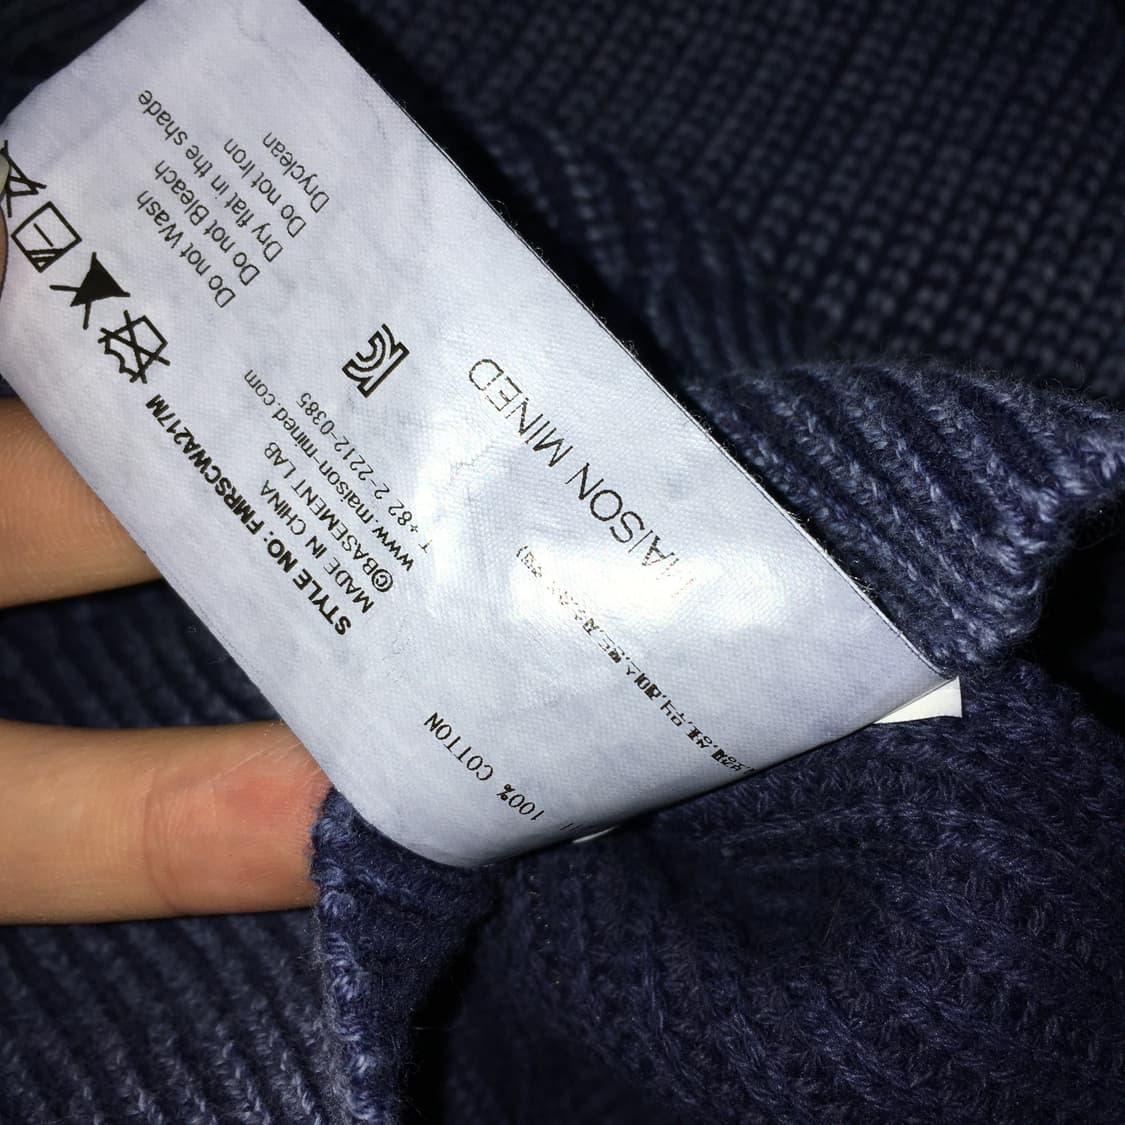 MAISON MINED
100% COTTON
STYLE NO: FMRSCWA217M
MADE IN CHINA
©BASEMENT LAB
www.maison-mined.com
T +82 2-2212-0385
Do not Wash
Do not Bleach
Dry flat in the shade
Do not Iron
Dryclean